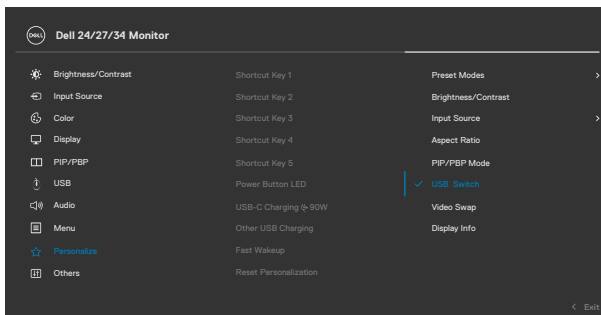 DELL Dell 24/27/34 Monitor
Brightness/Contrast Shortcut Key 1 Preset Modes >
Input Source Shortcut Key 2 Brightness/Contrast
Color Shortcut Key 3 Input Source >
Display Shortcut Key 4 Aspect Ratio
PIP/PBP Shortcut Key 5 PIP/PBP Mode
USB Power Button LED ✓ USB Switch
Audio USB-C Charging 90W Video Swap
Menu Other USB Charging Display Info
Personalize Fast Wakeup
Others Reset Personalization
< Exit